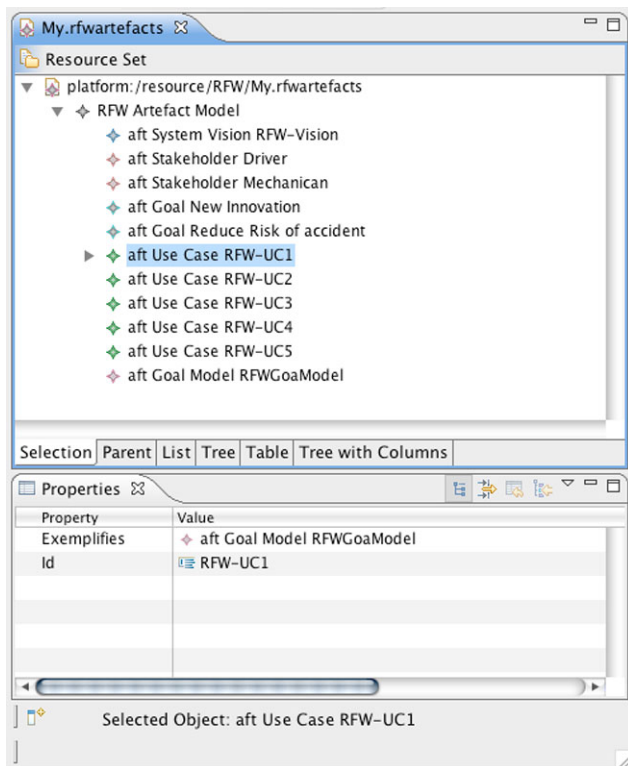 My.rfwartefacts
Resource Set
platform:/resource/RFW/My.rfwartefacts
RFW Artefact Model
aft System Vision RFW-Vision
aft Stakeholder Driver
aft Stakeholder Mechanican
aft Goal New Innovation
aft Goal Reduce Risk of accident
aft Use Case RFW-UC1
aft Use Case RFW-UC2
aft Use Case RFW-UC3
aft Use Case RFW-UC4
aft Use Case RFW-UC5
aft Goal Model RFWGoaModel
Selection Parent List Tree Table Tree with Columns
Properties
Property Value
Exemplifies aft Goal Model RFWGoaModel
Id RFW-UC1
Selected Object: aft Use Case RFW-UC1